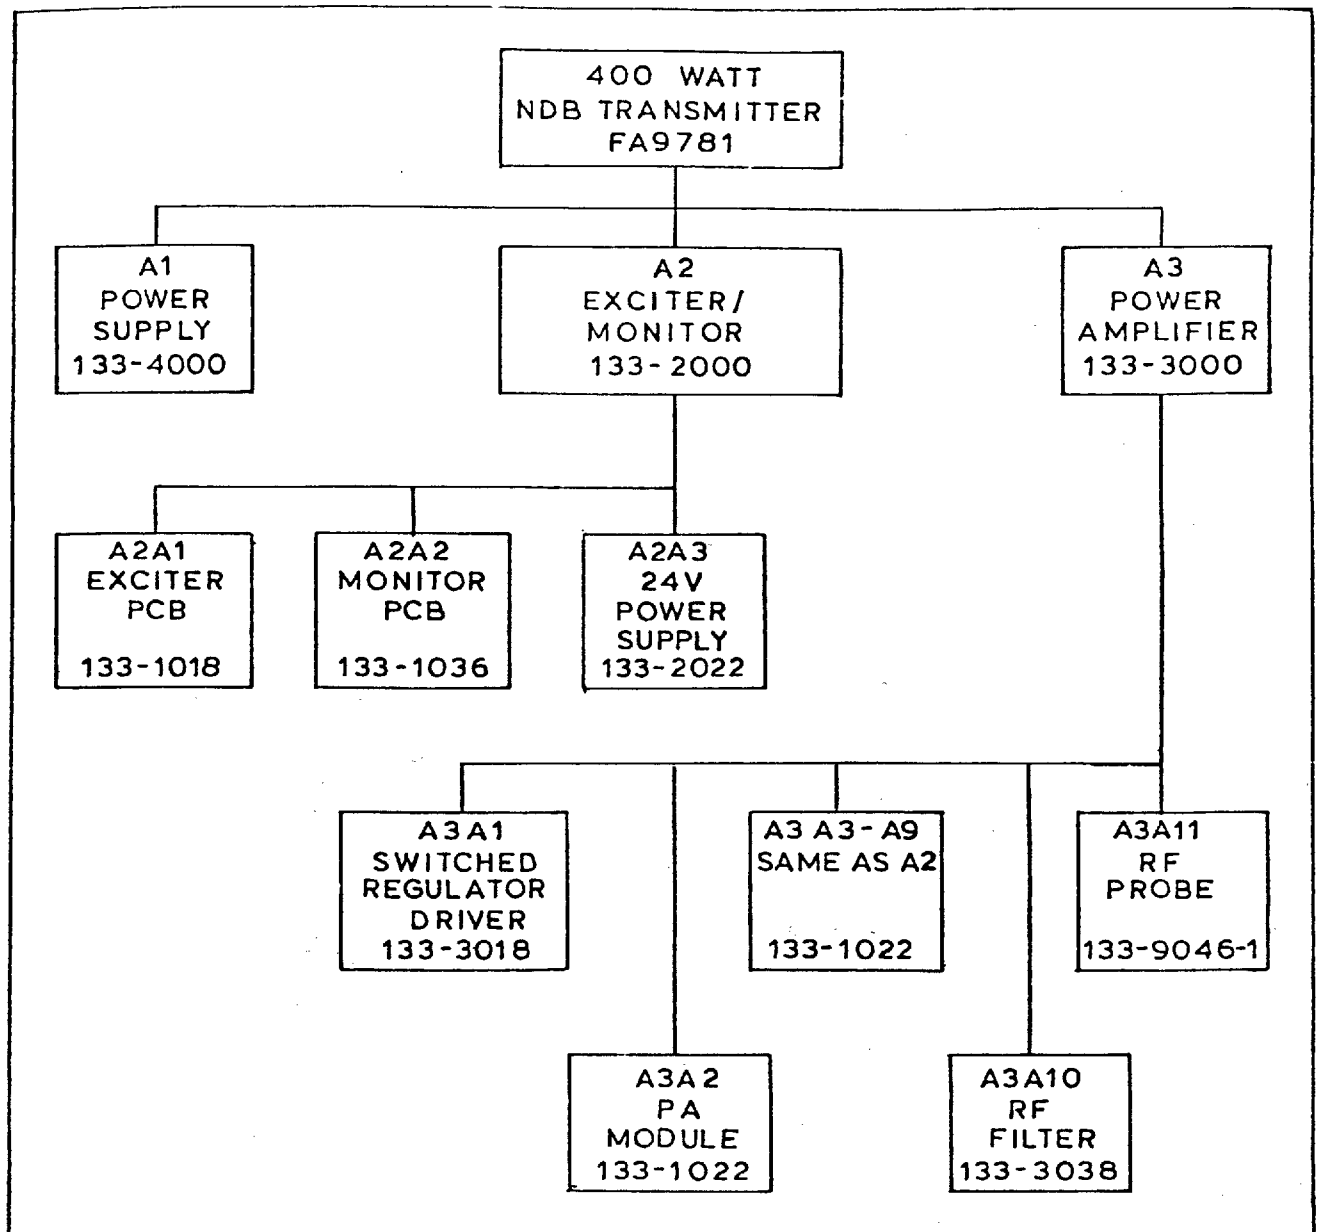 400 WATT
NDB TRANSMITTER
FA9781
A1
POWER
SUPPLY
133-4000
A2
EXCITER/
MONITOR
133-2000
A3
POWER
AMPLIFIER
133-3000
A2A1
EXCITER
PCB
133-1018
A2A2
MONITOR
PCB
133-1036
A2A3
24V
POWER
SUPPLY
133-2022
A3A1
SWITCHED
REGULATOR
DRIVER
133-3018
A3A2
PA
MODULE
133-1022
A3 A3-A9
SAME AS A2
133-1022
A3A10
RF
FILTER
133-3038
A3A11
RF
PROBE
133-9046-1